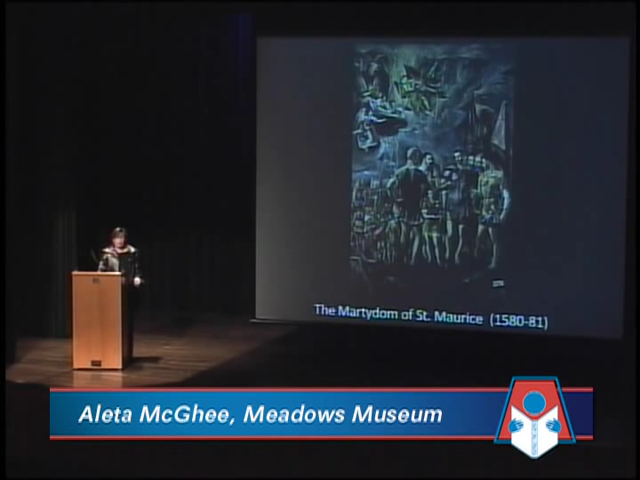 The Martydom of St. Maurice (1580-81)
Aleta McGhee, Meadows Museum